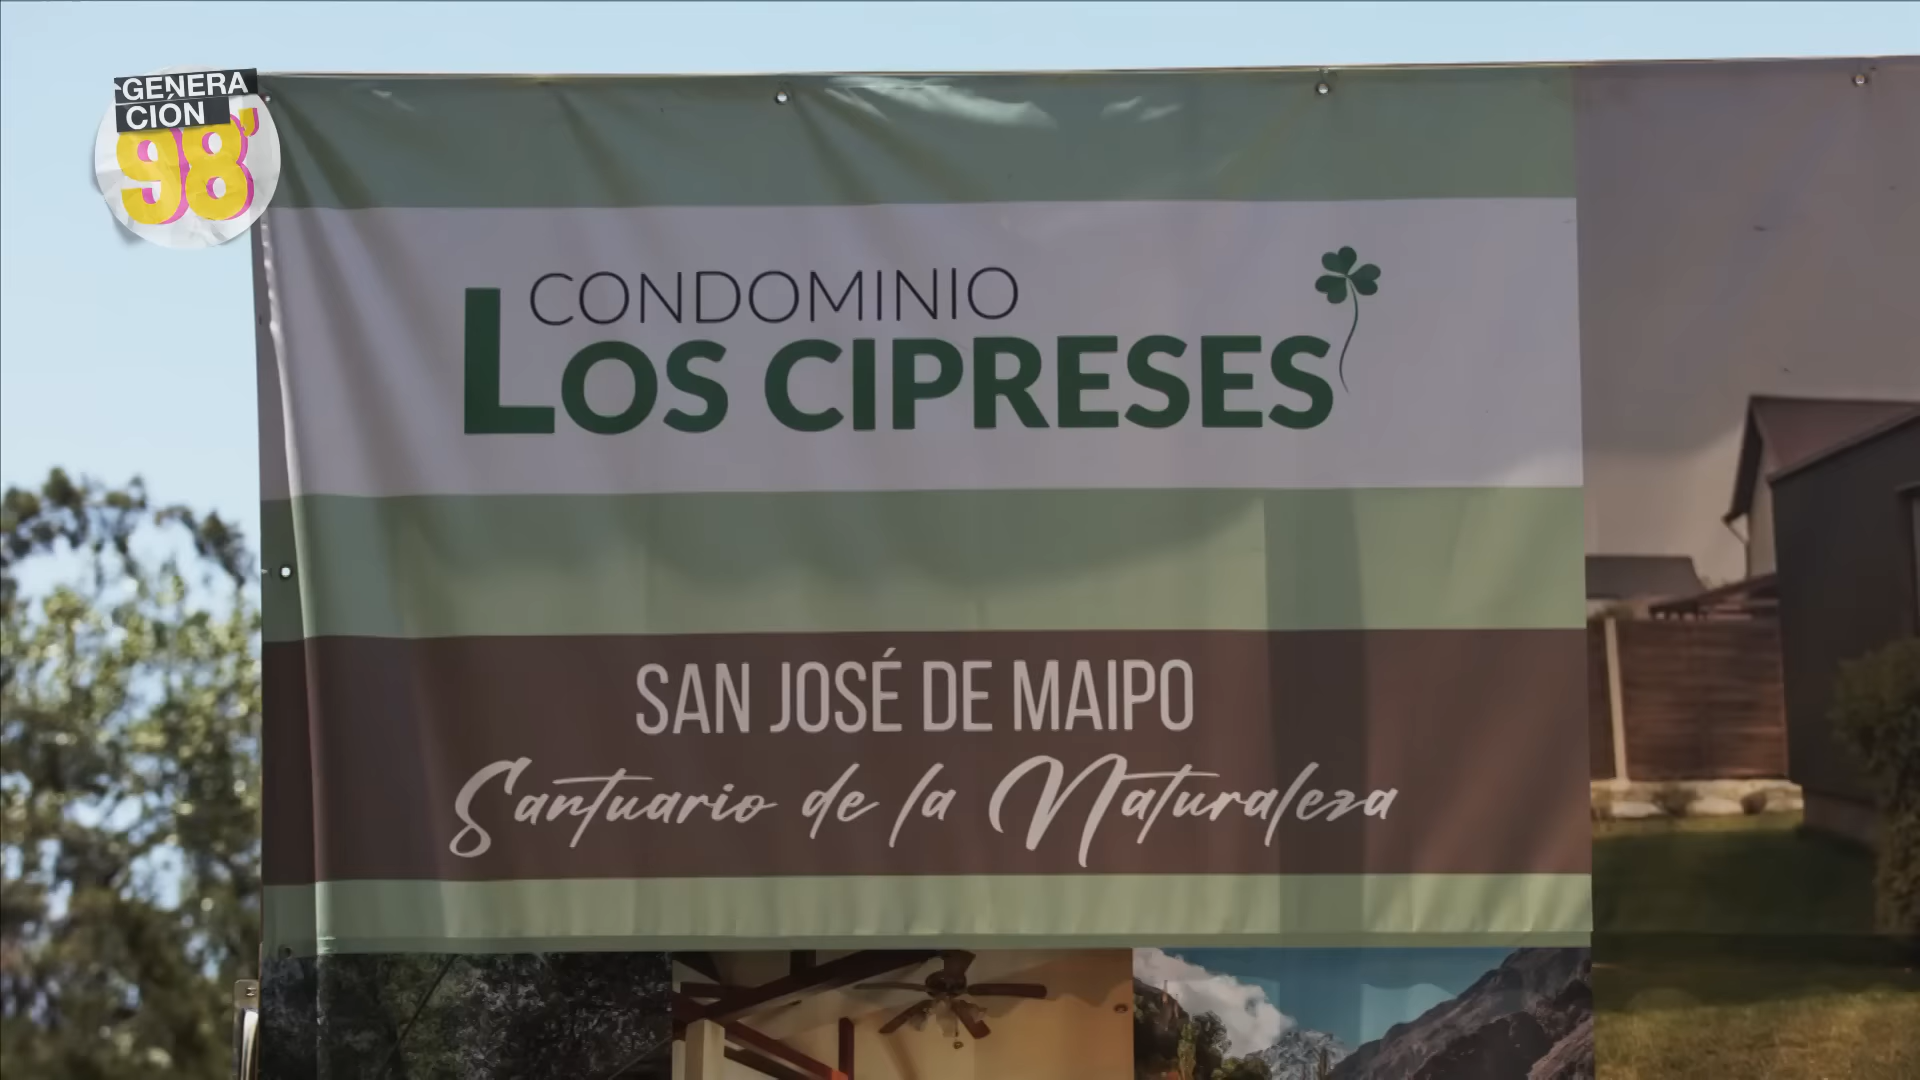 GENERA
CIÓN
98'
CONDOMINIO
LOS CIPRESES
SAN JOSÉ DE MAIPO
Santuario de la Naturaleza